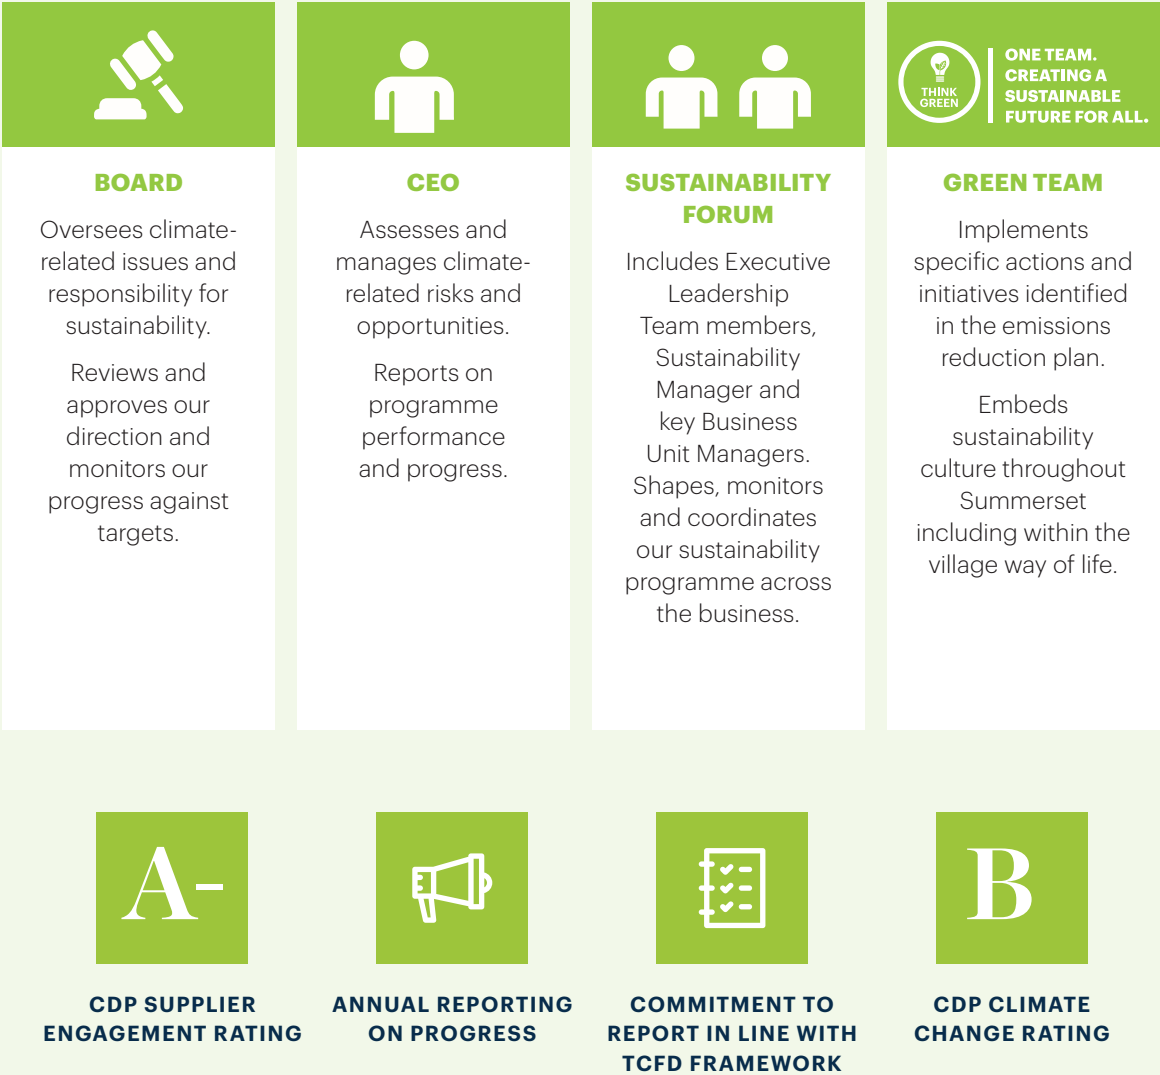 BOARD
Oversees climate-
related issues and
responsibility for
sustainability.
Reviews and
approves our
direction and
monitors our
progress against
targets.
CEO
Assesses and
manages climate-
related risks and
opportunities.
Reports on
programme
performance
and progress.
SUSTAINABILITY
FORUM
Includes Executive
Leadership
Team members,
Sustainability
Manager and
key Business
Unit Managers.
Shapes, monitors
and coordinates
our sustainability
programme across
the business.
THINK
GREEN
ONE TEAM.
CREATING A
SUSTAINABLE
FUTURE FOR ALL.
GREEN TEAM
Implements
specific actions and
initiatives identified
in the emissions
reduction plan.
Embeds
sustainability
culture throughout
Summerset
including within the
village way of life.
A-
CDP SUPPLIER
ENGAGEMENT RATING
ANNUAL REPORTING
ON PROGRESS
COMMITMENT TO
REPORT IN LINE WITH
TCFD FRAMEWORK
B
CDP CLIMATE
CHANGE RATING